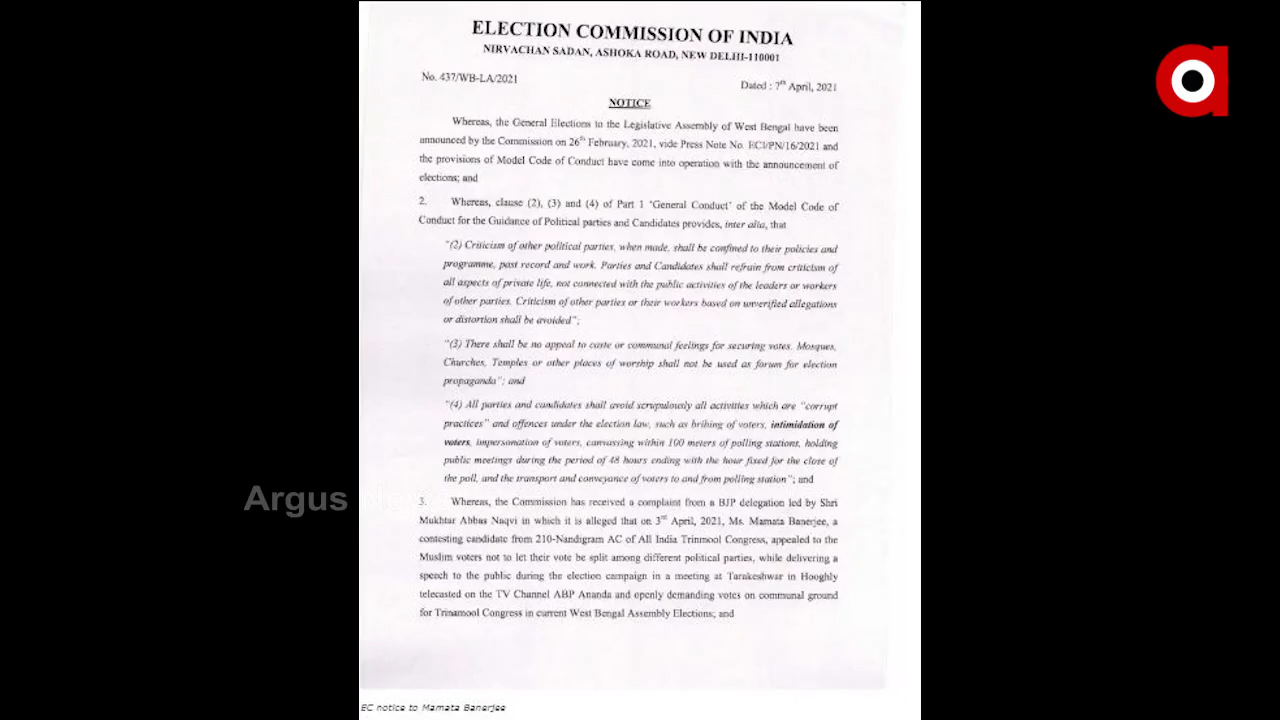 ELECTION COMMISSION OF INDIA
NIRVACHAN SADAN, ASHOKA ROAD, NEW DELHI-110001
No. 437/WB-LA/2021
Dated : 7th April, 2021
NOTICE
Whereas, the General Elections to the Legislative Assembly of West Bengal have been
announced by the Commission on 26th February, 2021, vide Press Note No. ECI/PN/16/2021 and
the provisions of Model Code of Conduct have come into operation with the announcement of
elections; and
2. Whereas, clause (2), (3) and (4) of Part 1 'General Conduct' of the Model Code of
Conduct for the Guidance of Political parties and Candidates provides, inter alia, that
"(2) Criticism of other political parties, when made, shall be confined to their policies and
programme, past record and work. Parties and Candidates shall refrain from criticism of
all aspects of private life, not connected with the public activities of the leaders or workers
of other parties. Criticism of other parties or their workers based on unverified allegations
or distortion shall be avoided";
"(3) There shall be no appeal to caste or communal feelings for securing votes. Mosques,
Churches, Temples or other places of worship shall not be used as forum for election
propaganda"; and
"(4) All parties and candidates shall avoid scrupulously all activities which are "corrupt
practices" and offences under the election law, such as bribing of voters, intimidation of
voters, impersonation of voters, canvassing within 100 meters of polling stations, holding
public meetings during the period of 48 hours ending with the hour fixed for the close of
the poll, and the transport and conveyance of voters to and from polling station"; and
Argus
3. Whereas, the Commission has received a complaint from a BJP delegation led by Shri
Mukhtar Abbas Naqvi in which it is alleged that on 3rd April, 2021, Ms. Mamata Banerjee, a
contesting candidate from 210-Nandigram AC of All India Trinmool Congress, appealed to the
Muslim voters not to let their vote be split among different political parties, while delivering a
speech to the public during the election campaign in a meeting at Tarakeshwar in Hooghly
telecasted on the TV Channel ABP Ananda and openly demanding votes on communal ground
for Trinamool Congress in current West Bengal Assembly Elections; and
EC notice to Mamata Banerjee